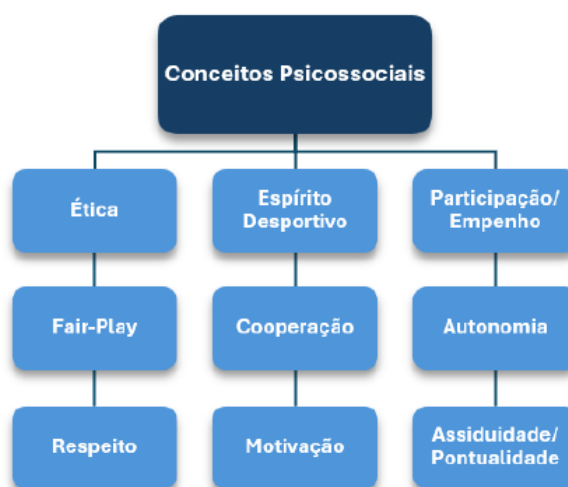 Conceitos Psicossociais
Ética
Espírito
Desportivo
Participação/
Empenho
Fair-Play
Cooperação
Autonomia
Respeito
Motivação
Assiduidade/
Pontualidade